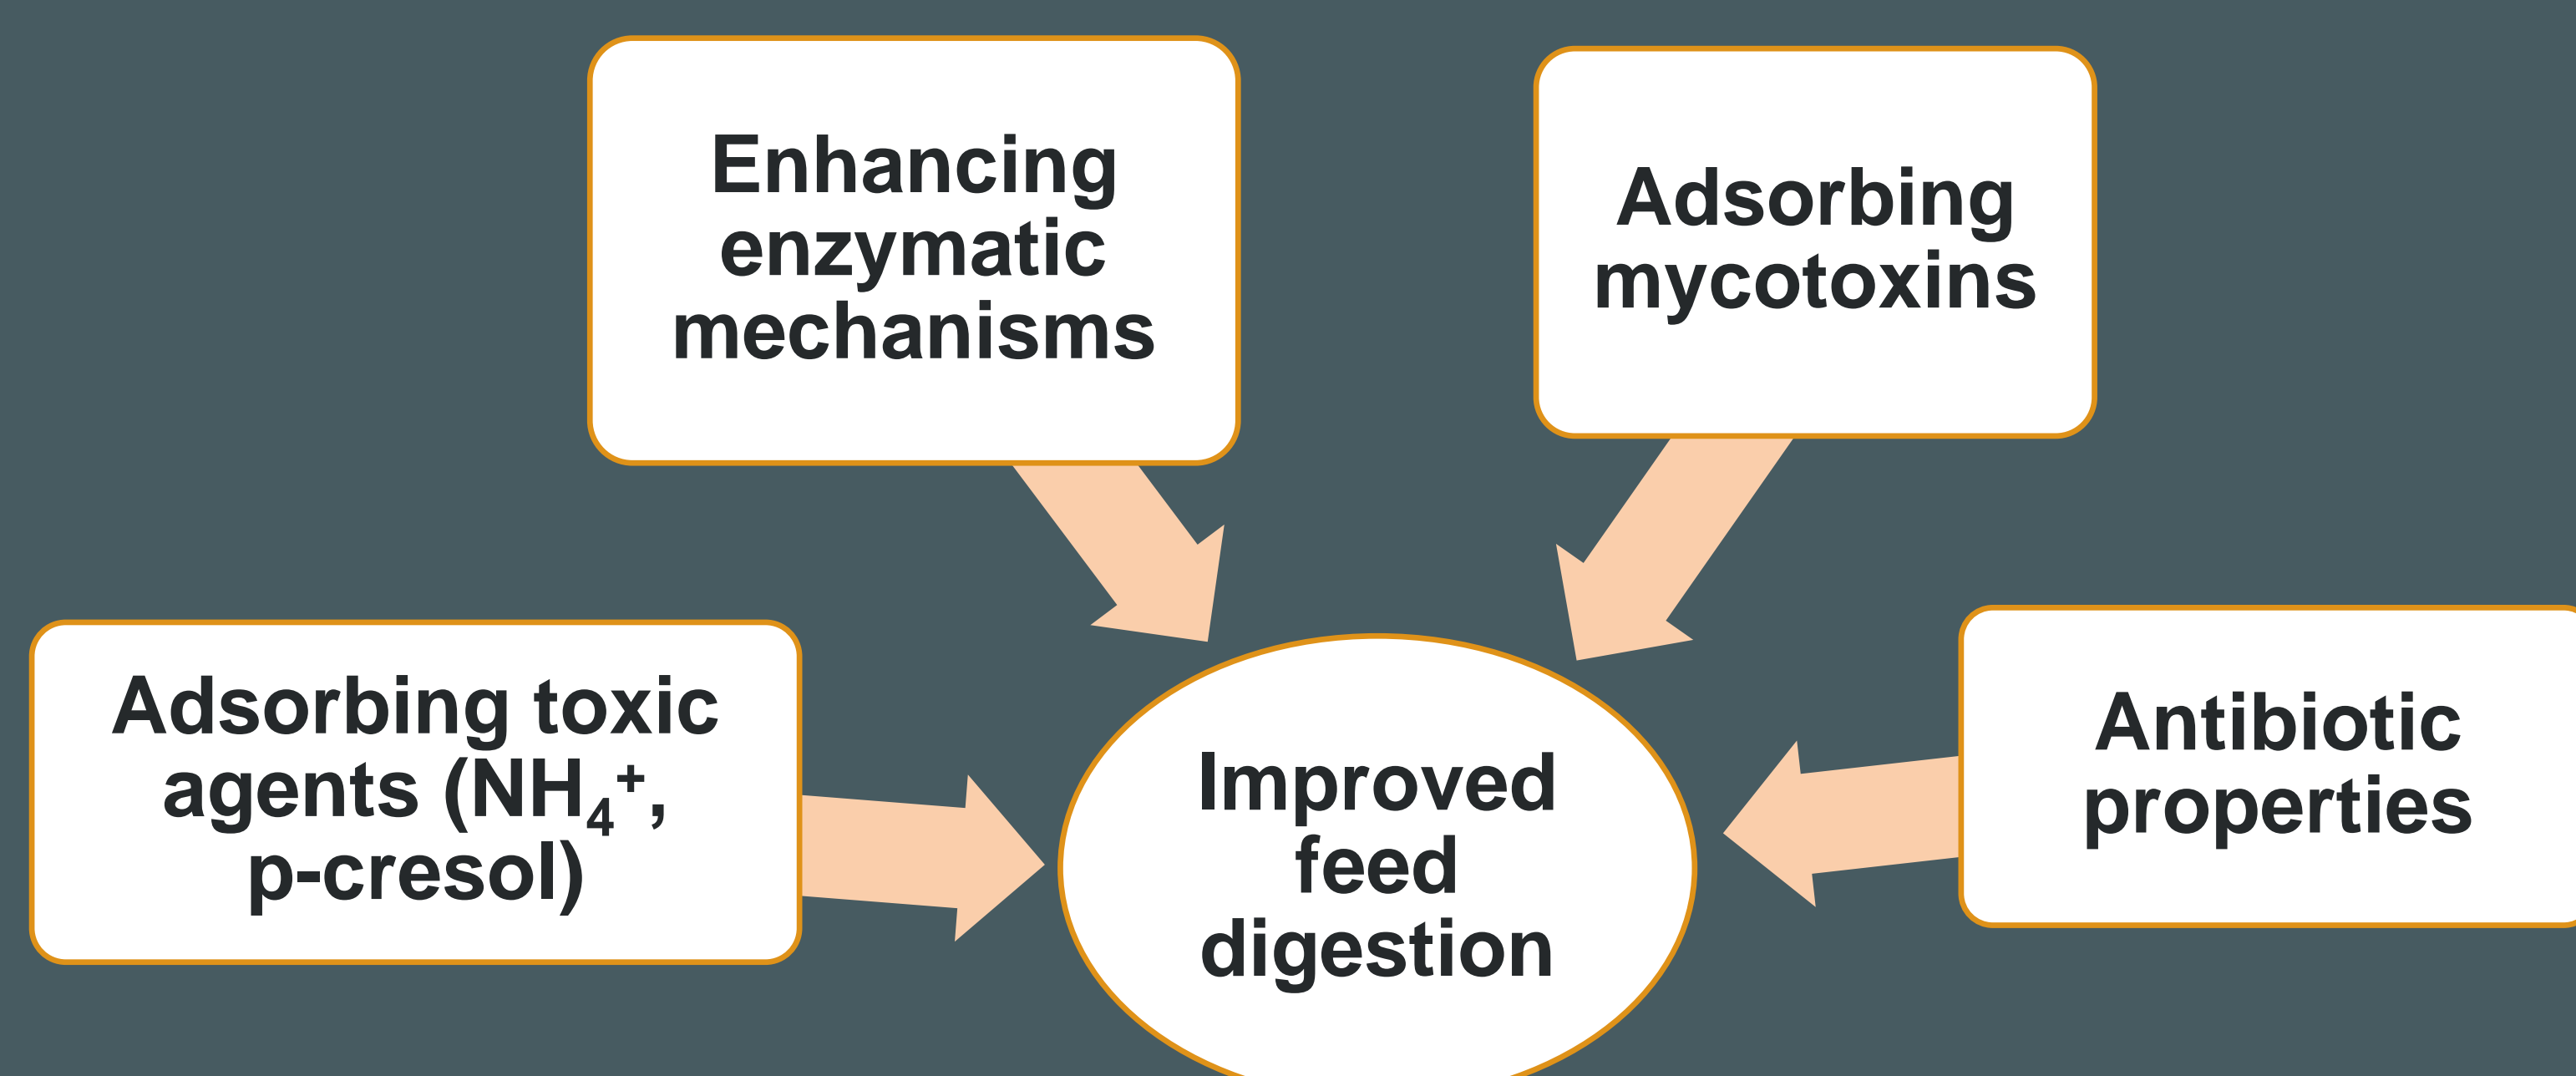 Enhancing
enzymatic
mechanisms
Adsorbing
mycotoxins
Adsorbing toxic
agents (NH₄⁺,
p-cresol)
Improved
feed
digestion
Antibiotic
properties